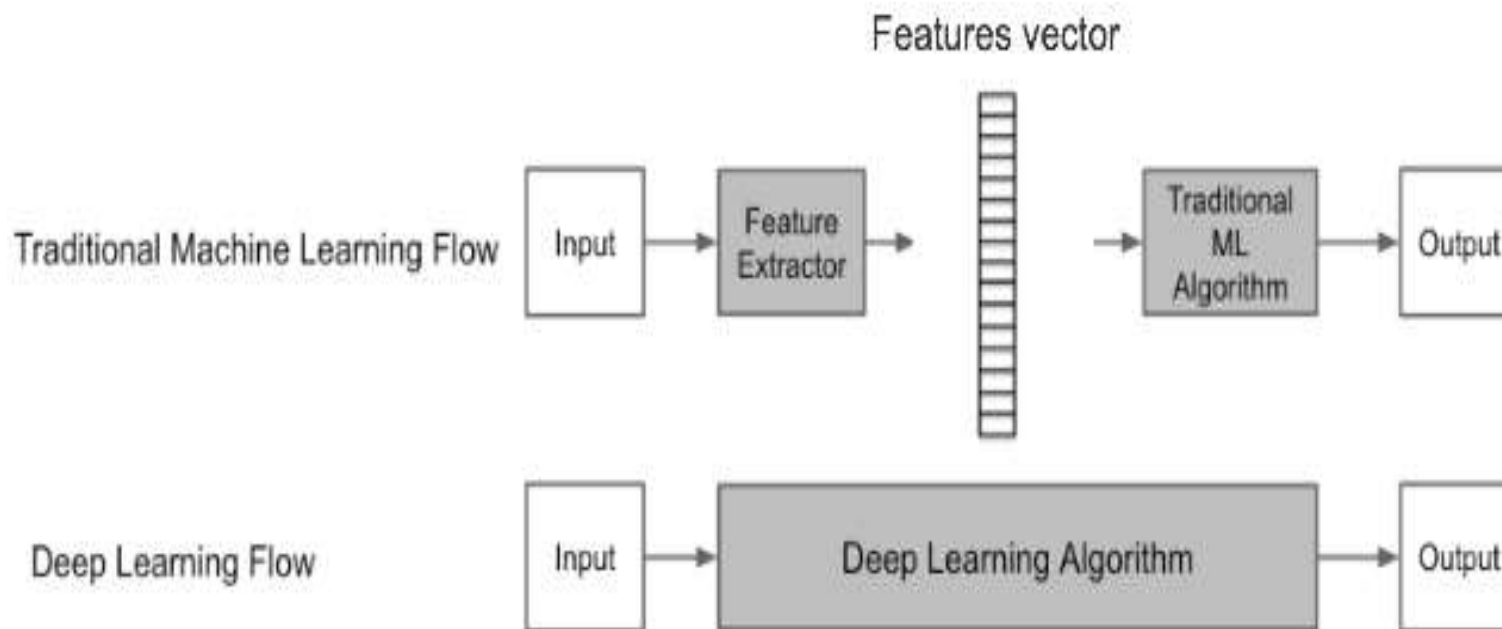 Features vector
Traditional Machine Learning Flow
Input
Feature
Extractor
Traditional
ML
Algorithm
Output
Deep Learning Flow
Input
Deep Learning Algorithm
Output